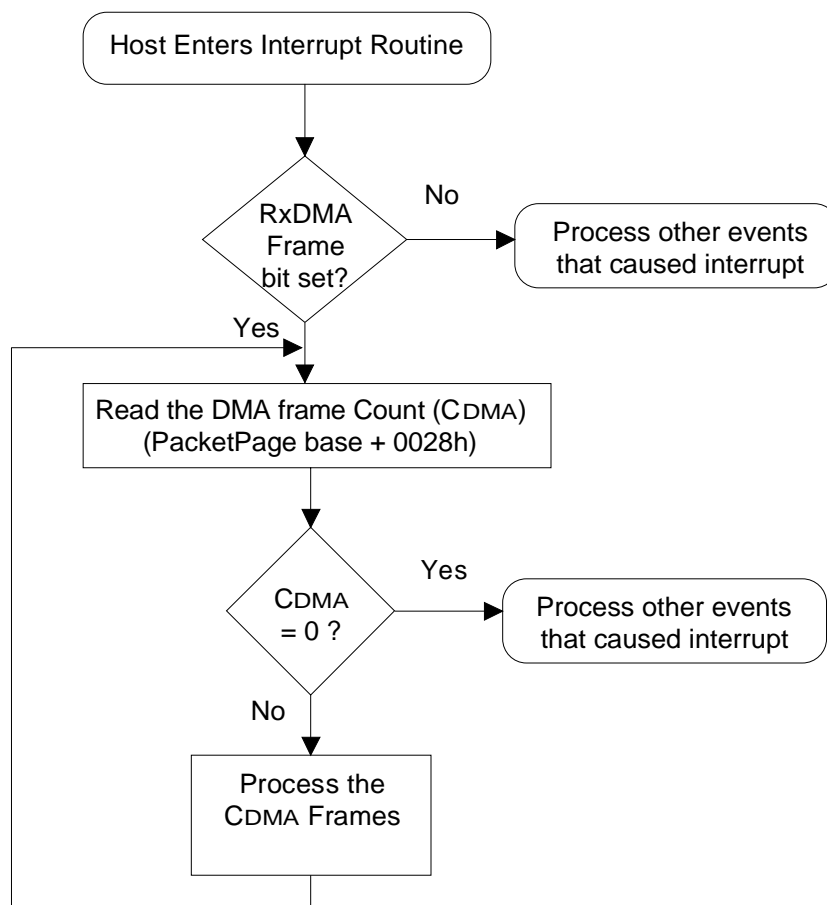 Host Enters Interrupt Routine
RxDMA
Frame
bit set?
No
Process other events
that caused interrupt
Yes
Read the DMA frame Count (CDMA)
(PacketPage base + 0028h)
CDMA
= 0 ?
Yes
Process other events
that caused interrupt
No
Process the
CDMA Frames